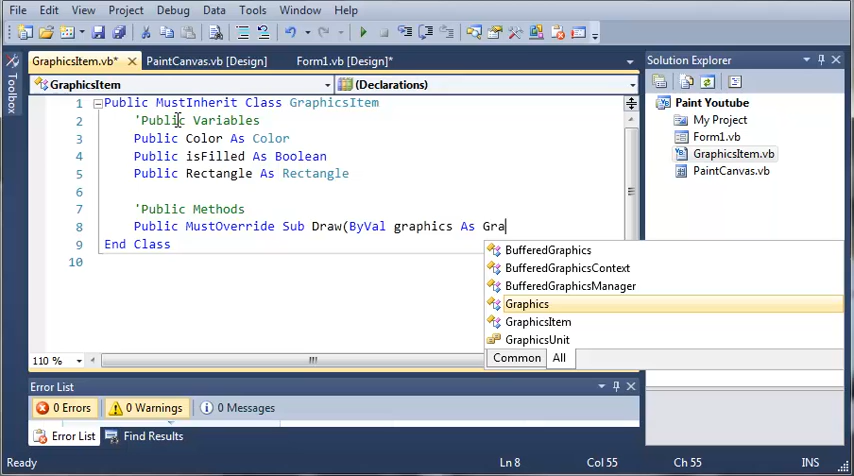 File Edit View Project Debug Data Tools Window Help
GraphicsItem.vb* PaintCanvas.vb [Design] Form1.vb [Design]*
GraphicsItem (Declarations)
Toolbox
1 Public MustInherit Class GraphicsItem
2 'Public Variables
3 Public Color As Color
4 Public isFilled As Boolean
5 Public Rectangle As Rectangle
6
7 'Public Methods
8 Public MustOverride Sub Draw(ByVal graphics As Gra
9 End Class
10
BufferedGraphics
BufferedGraphicsContext
BufferedGraphicsManager
Graphics
GraphicsItem
GraphicsUnit
Common All
110 %
Solution Explorer
Paint Youtube
My Project
Form1.vb
GraphicsItem.vb
PaintCanvas.vb
Error List
0 Errors 0 Warnings 0 Messages
Error List Find Results
Ready Ln 8 Col 55 Ch 55 INS